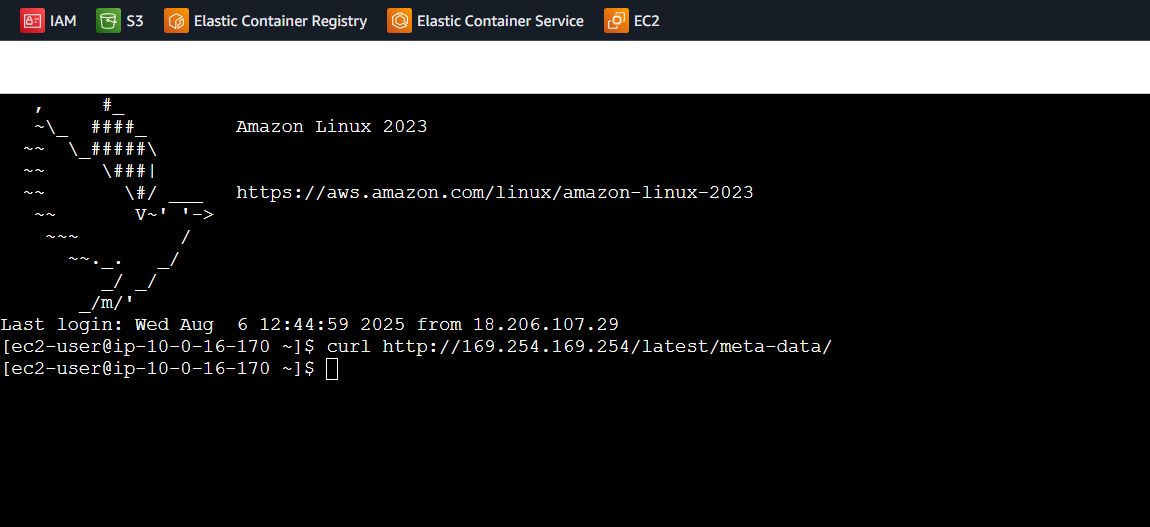 IAM S3 Elastic Container Registry Elastic Container Service EC2
   ,     #_
   ~\_  ####_        Amazon Linux 2023
  ~~  \_#####\
  ~~     \###|
  ~~       \#/ ___   https://aws.amazon.com/linux/amazon-linux-2023
   ~~       V~' '->
    ~~~         /
      ~~._.   _/
         _/ _/
       _/m/'
Last login: Wed Aug  6 12:44:59 2025 from 18.206.107.29
[ec2-user@ip-10-0-16-170 ~]$ curl http://169.254.169.254/latest/meta-data/
[ec2-user@ip-10-0-16-170 ~]$